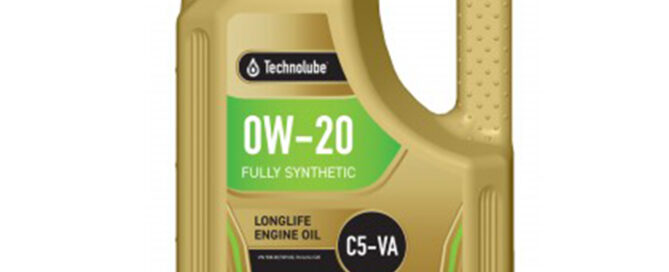 Technolube
0W-20
FULLY SYNTHETIC
LONGLIFE
ENGINE OIL
C5-VA